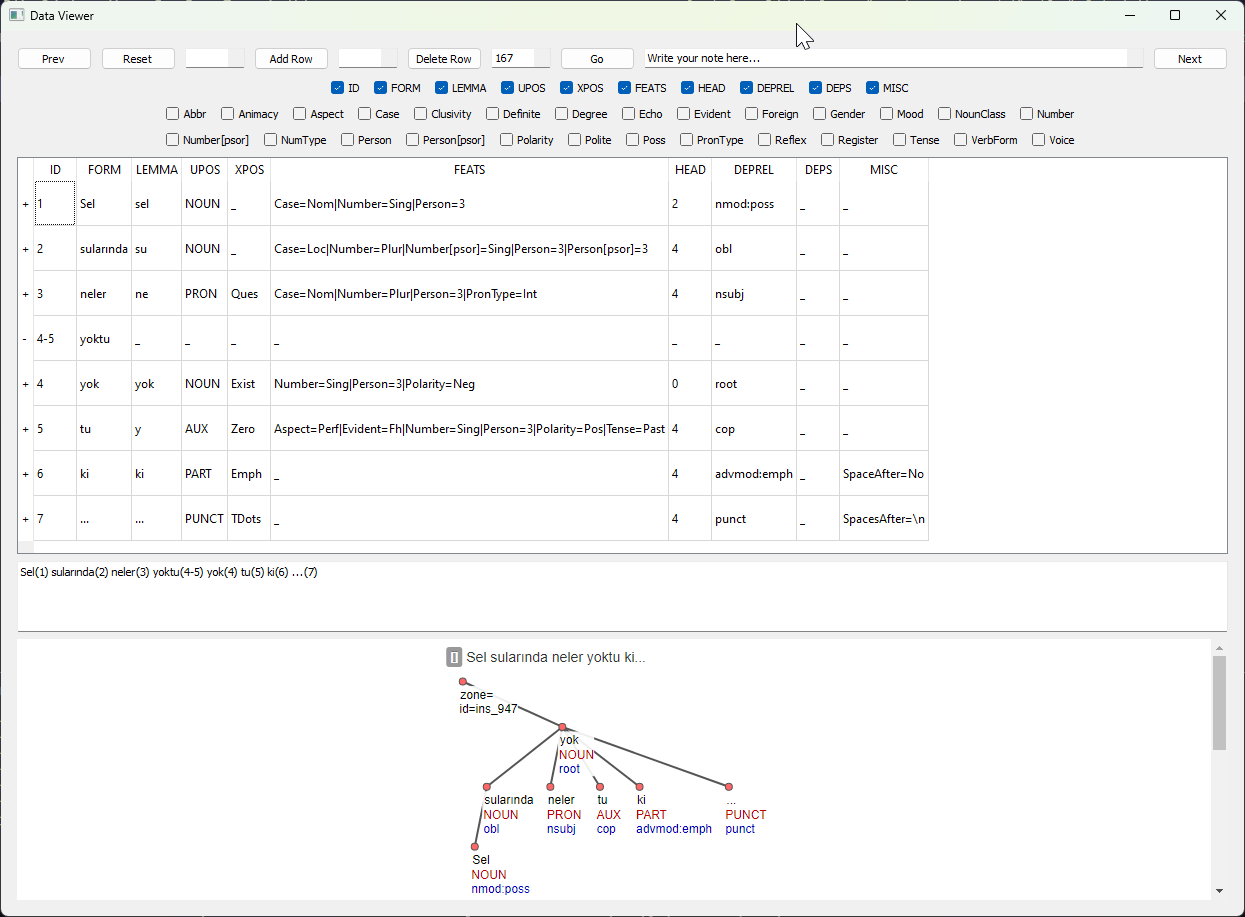 Data Viewer
Prev Reset Add Row Delete Row 167 Go Write your note here... Next
ID FORM LEMMA UPOS XPOS FEATS HEAD DEPREL DEPS MISC
Abbr Animacy Aspect Case Clusivity Definite Degree Echo Evident Foreign Gender Mood NounClass Number
Number[psor] NumType Person Person[psor] Polarity Polite Poss PronType Reflex Register Tense VerbForm Voice
ID FORM LEMMA UPOS XPOS FEATS HEAD DEPREL DEPS MISC
+ 1 Sel sel NOUN _ Case=Nom|Number=Sing|Person=3 2 nmod:poss _ _
+ 2 sularında su NOUN _ Case=Loc|Number=Plur|Number[psor]=Sing|Person=3|Person[psor]=3 4 obl _ _
+ 3 neler ne PRON Ques Case=Nom|Number=Plur|Person=3|PronType=Int 4 nsubj _ _
- 4-5 yoktu _ _ _ _ _ _ _ _
+ 4 yok yok NOUN Exist Number=Sing|Person=3|Polarity=Neg 0 root _ _
+ 5 tu y AUX Zero Aspect=Perf|Evident=Fh|Number=Sing|Person=3|Polarity=Pos|Tense=Past 4 cop _ _
+ 6 ki ki PART Emph _ 4 advmod:emph _ SpaceAfter=No
+ 7 ... ... PUNCT TDots _ 4 punct _ SpacesAfter=\n
Sel(1) sularında(2) neler(3) yoktu(4-5) yok(4) tu(5) ki(6) ...(7)
[] Sel sularında neler yoktu ki...
zone=
id=ins_947
yok
NOUN
root
sularında neler tu ki ...
NOUN PRON AUX PART PUNCT
obl nsubj cop advmod:emph punct
Sel
NOUN
nmod:poss